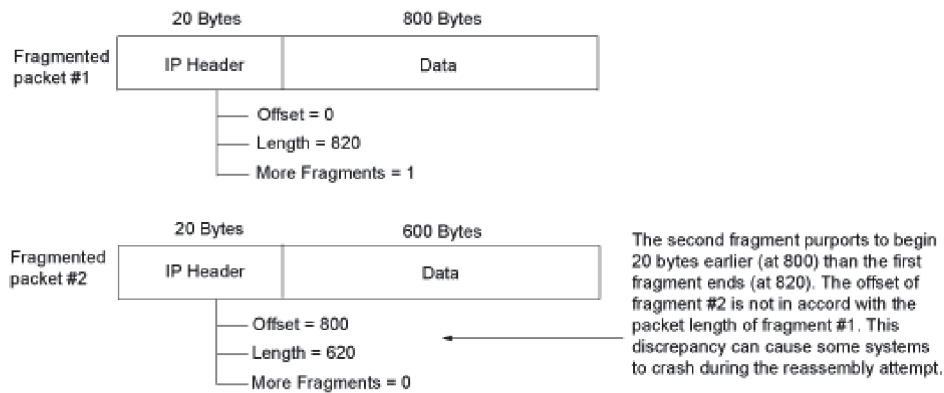 20 Bytes
800 Bytes
Fragmented
packet #1
IP Header
Data
Offset = 0
Length = 820
More Fragments = 1
20 Bytes
600 Bytes
Fragmented
packet #2
IP Header
Data
Offset = 800
Length = 620
More Fragments = 0
The second fragment purports to begin
20 bytes earlier (at 800) than the first
fragment ends (at 820). The offset of
fragment #2 is not in accord with the
packet length of fragment #1. This
discrepancy can cause some systems
to crash during the reassembly attempt.